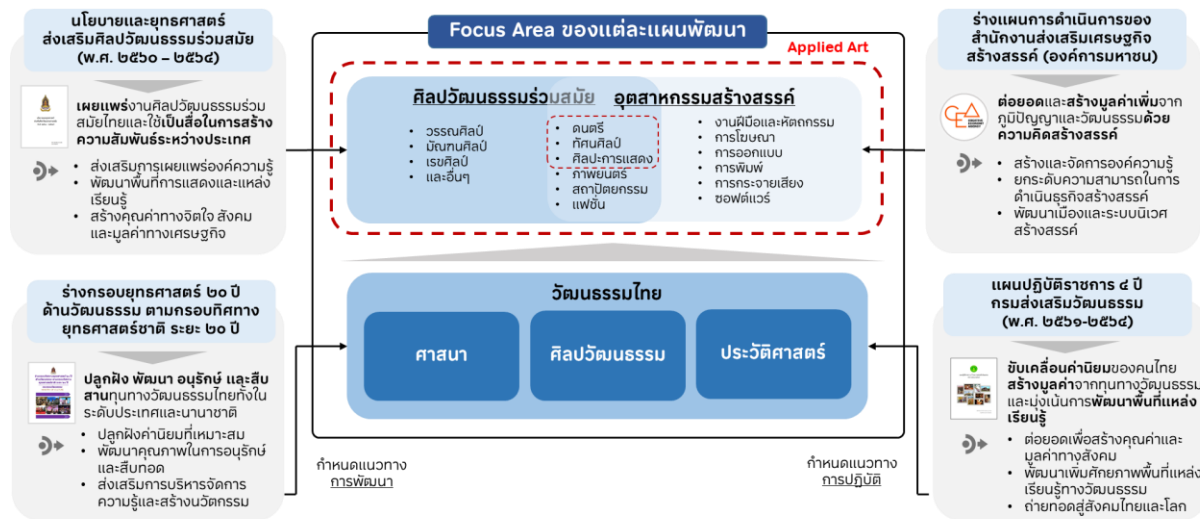 นโยบายและยุทธศาสตร์
ส่งเสริมศิลปวัฒนธรรมร่วมสมัย
(พ.ศ. ๒๕๖๐ – ๒๕๖๔)
เผยแพร่งานศิลปวัฒนธรรมร่วม
สมัยไทยและใช้เป็นสื่อในการสร้าง
ความสัมพันธ์ระหว่างประเทศ
• ส่งเสริมการเผยแพร่องค์ความรู้
• พัฒนาพื้นที่การแสดงและแหล่ง
เรียนรู้
• สร้างคุณค่าทางจิตใจ สังคม
และมูลค่าทางเศรษฐกิจ
ร่างกรอบยุทธศาสตร์ ๒๐ ปี
ด้านวัฒนธรรม ตามกรอบทิศทาง
ยุทธศาสตร์ชาติ ระยะ ๒๐ ปี
ปลูกฝัง พัฒนา อนุรักษ์ และสืบ
สานทุนทางวัฒนธรรมไทยทั้งใน
ระดับประเทศและนานาชาติ
• ปลูกฝังค่านิยมที่เหมาะสม
• พัฒนาคุณภาพในการอนุรักษ์
และสืบทอด
• ส่งเสริมการบริหารจัดการ
ความรู้และสร้างนวัตกรรม
Focus Area ของแต่ละแผนพัฒนา
Applied Art
ศิลปวัฒนธรรมร่วมสมัย
• วรรณศิลป์
• มัณฑนศิลป์
• เรขศิลป์
• และอื่นๆ
• ดนตรี
• ทัศนศิลป์
• ศิลปะการแสดง
• ภาพยนตร์
• สถาปัตยกรรม
• แฟชั่น
อุตสาหกรรมสร้างสรรค์
• งานฝีมือและหัตถกรรม
• การโฆษณา
• การออกแบบ
• การพิมพ์
• การกระจายเสียง
• ซอฟต์แวร์
วัฒนธรรมไทย
ศาสนา
ศิลปวัฒนธรรม
ประวัติศาสตร์
กำหนดแนวทาง
การพัฒนา
กำหนดแนวทาง
การปฏิบัติ
ร่างแผนการดำเนินการของ
สำนักงานส่งเสริมเศรษฐกิจ
สร้างสรรค์ (องค์การมหาชน)
CEA
ต่อยอดและสร้างมูลค่าเพิ่มจาก
ภูมิปัญญาและวัฒนธรรมด้วย
ความคิดสร้างสรรค์
• สร้างและจัดการองค์ความรู้
• ยกระดับความสามารถในการ
ดำเนินธุรกิจสร้างสรรค์
• พัฒนาเมืองและระบบนิเวศ
สร้างสรรค์
แผนปฏิบัติราชการ ๔ ปี
กรมส่งเสริมวัฒนธรรม
(พ.ศ. ๒๕๖๑-๒๕๖๔)
ขับเคลื่อนค่านิยมของคนไทย
สร้างมูลค่าจากทุนทางวัฒนธรรม
และมุ่งเน้นการพัฒนาพื้นที่แหล่ง
เรียนรู้
• ต่อยอดเพื่อสร้างคุณค่าและ
มูลค่าทางสังคม
• พัฒนาเพิ่มศักยภาพพื้นที่แหล่ง
เรียนรู้ทางวัฒนธรรม
• ถ่ายทอดสู่สังคมไทยและโลก